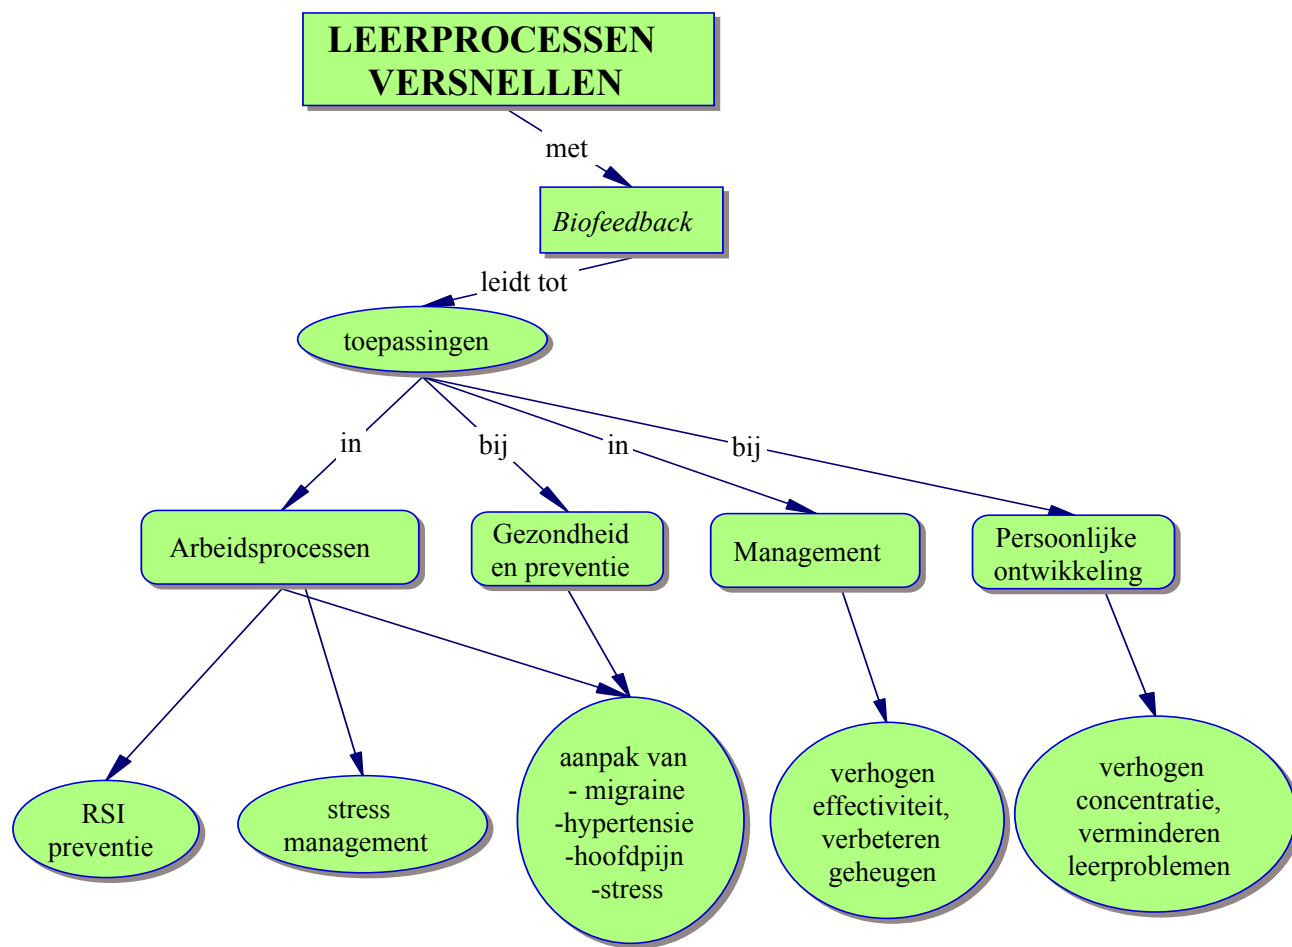 LEERPROCESSEN
VERSNELLEN
met
Biofeedback
leidt tot
toepassingen
in
bij
in
bij
Arbeidsprocessen
Gezondheid
en preventie
Management
Persoonlijke
ontwikkeling
RSI
preventie
stress
management
aanpak van
- migraine
-hypertensie
-hoofdpijn
-stress
verhogen
effectiviteit,
verbeteren
geheugen
verhogen
concentratie,
verminderen
leerproblemen